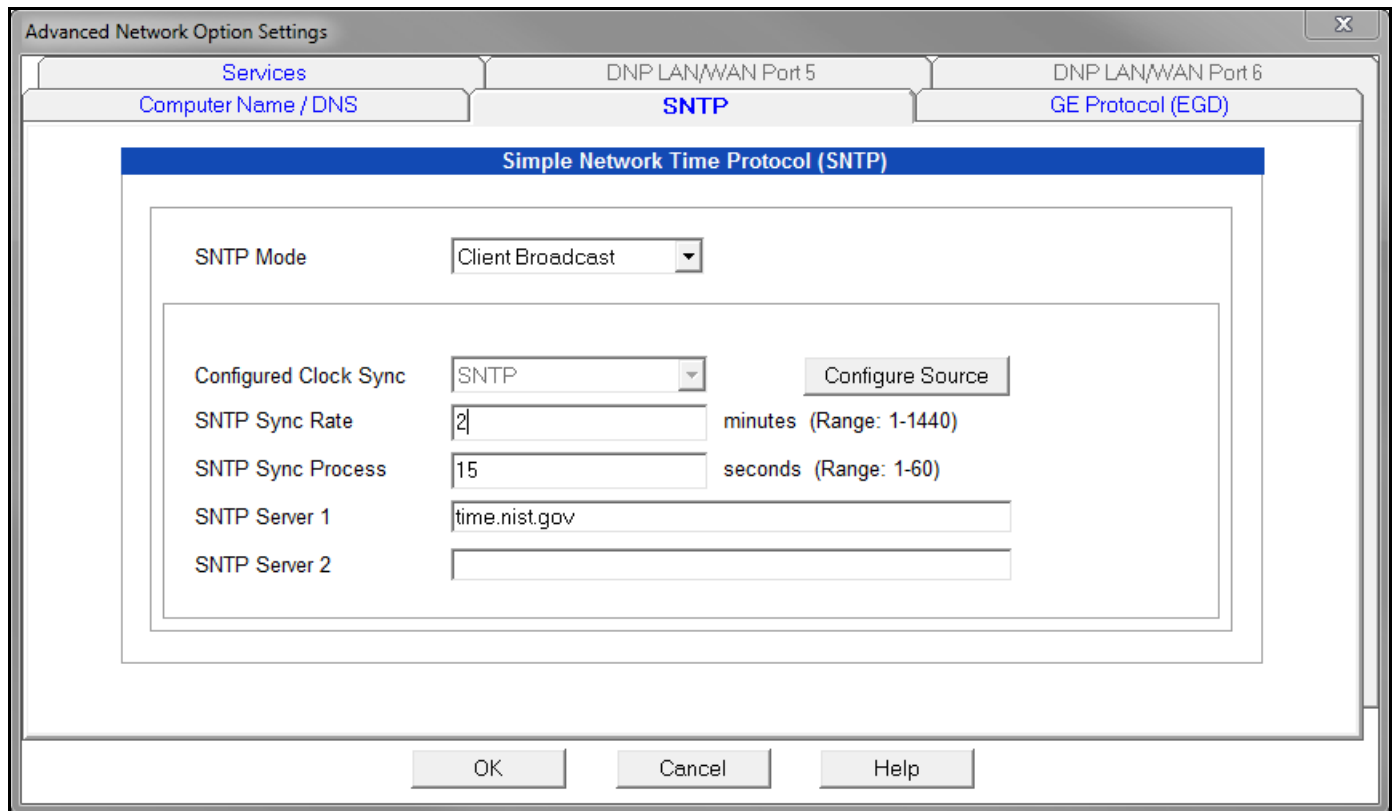 Advanced Network Option Settings
Services DNP LAN/WAN Port 5 DNP LAN/WAN Port 6
Computer Name / DNS SNTP GE Protocol (EGD)
Simple Network Time Protocol (SNTP)
SNTP Mode Client Broadcast
Configured Clock Sync SNTP Configure Source
SNTP Sync Rate 2 minutes (Range: 1-1440)
SNTP Sync Process 15 seconds (Range: 1-60)
SNTP Server 1 time.nist.gov
SNTP Server 2
OK Cancel Help